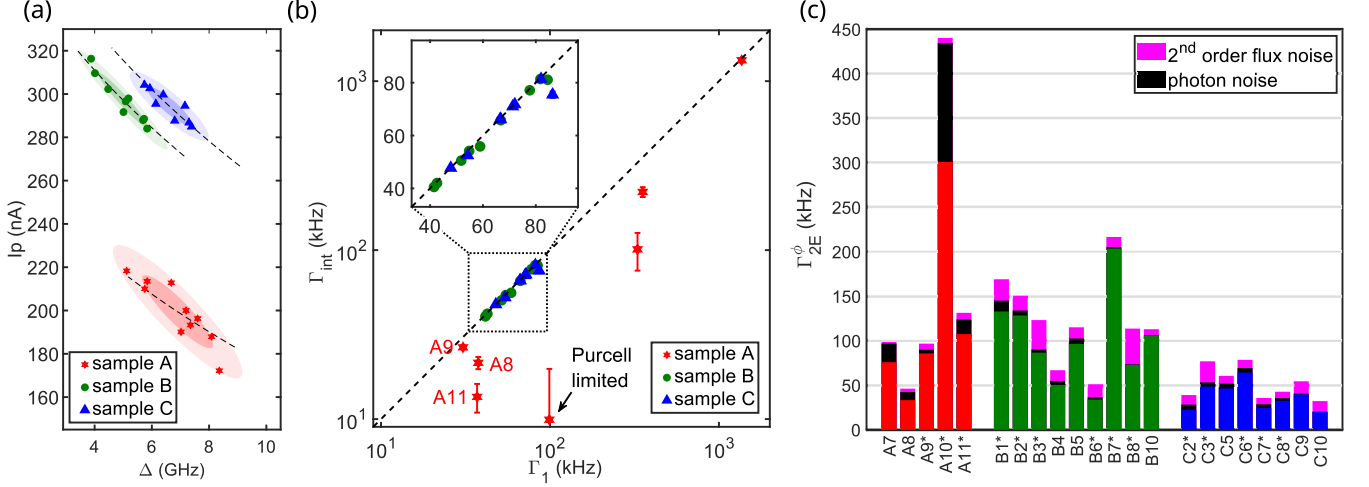 (a)
320
300
280
260
240
220
200
180
160
Ip (nA)
sample A
sample B
sample C
4
6
8
10
Δ (GHz)
(b)
10³
10²
10¹
Γint (kHz)
80
60
40
40
60
80
A9
A8
A11
Purcell
limited
sample A
sample B
sample C
10¹
10²
10³
Γ₁ (kHz)
(c)
450
400
350
300
250
200
150
100
50
0
Γ^ϕ_2E (kHz)
2nd order flux noise
photon noise
A7
A8
A9*
A10*
A11*
B1*
B2*
B3*
B4
B5
B6*
B7*
B8*
B10
C2*
C3*
C5
C6*
C7*
C8*
C9
C10